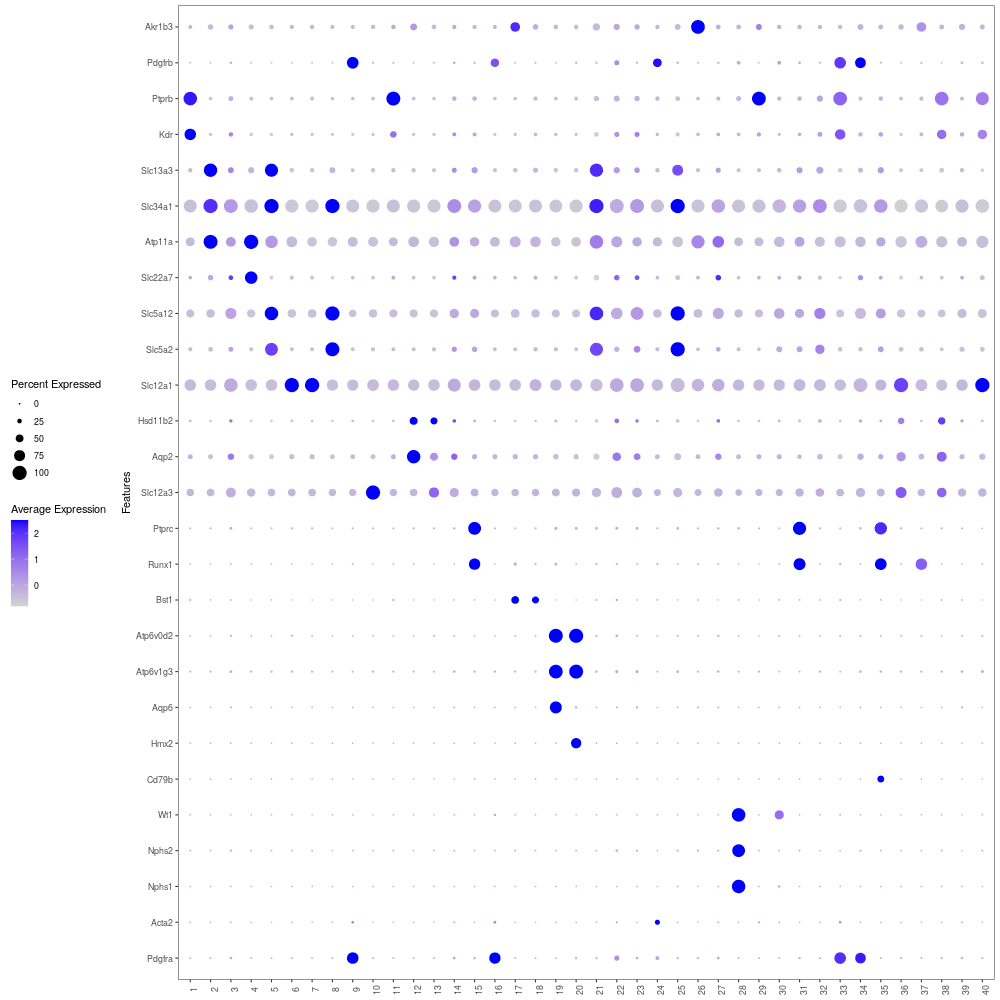 Akr1b3
Pdgfrb
Ptprb
Kdr
Slc13a3
Slc34a1
Atp11a
Slc22a7
Slc5a12
Slc5a2
Slc12a1
Hsd11b2
Aqp2
Slc12a3
Ptprc
Runx1
Bst1
Atp6v0d2
Atp6v1g3
Aqp6
Hmx2
Cd79b
Wt1
Nphs2
Nphs1
Acta2
Pdgfra
Features
Percent Expressed
0
25
50
75
100
Average Expression
2
1
0
1 2 3 4 5 6 7 8 9 10 11 12 13 14 15 16 17 18 19 20 21 22 23 24 25 26 27 28 29 30 31 32 33 34 35 36 37 38 39 40